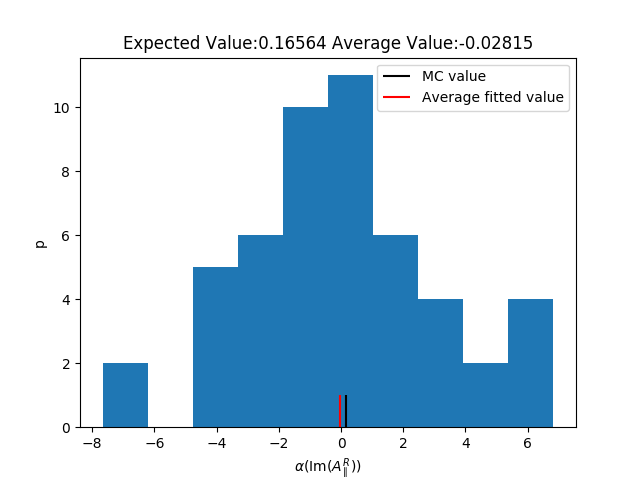 Expected Value:0.16564 Average Value:-0.02815
MC value
Average fitted value
10
8
6
4
2
0
p
−8 −6 −4 −2 0 2 4 6
α(Im(A_∥^R))